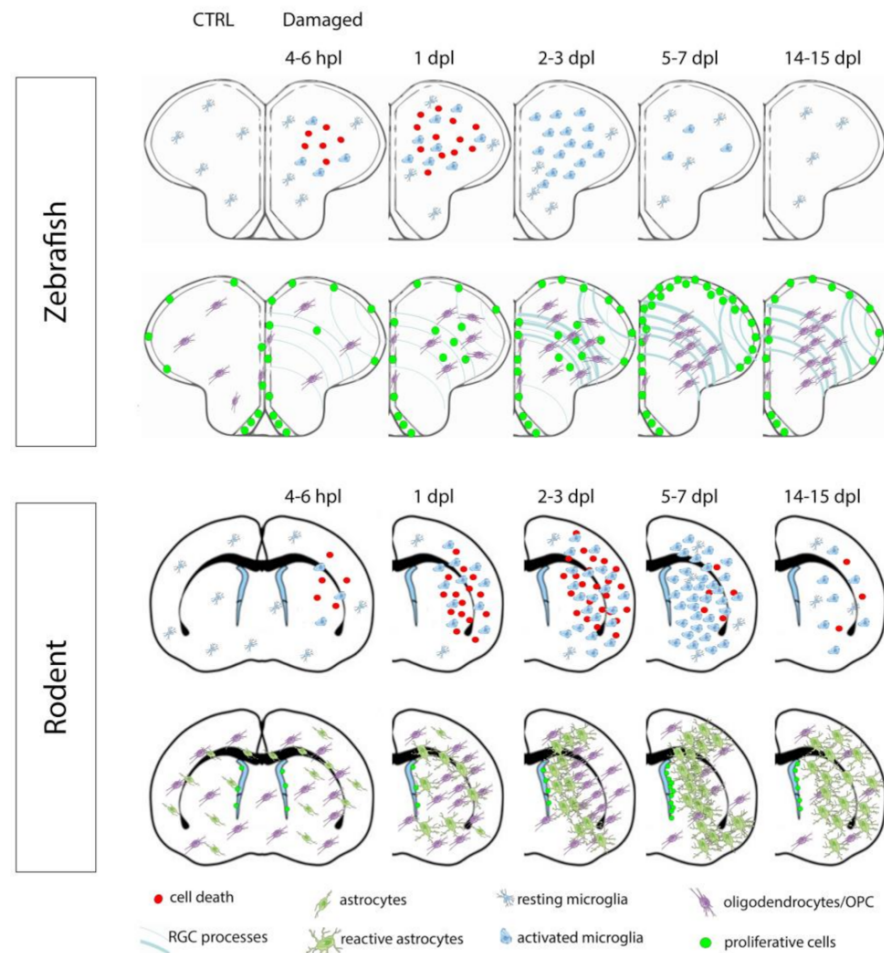 CTRL Damaged
4-6 hpl 1 dpl 2-3 dpl 5-7 dpl 14-15 dpl
Zebrafish
4-6 hpl 1 dpl 2-3 dpl 5-7 dpl 14-15 dpl
Rodent
cell death astrocytes resting microglia oligodendrocytes/OPC
RGC processes reactive astrocytes activated microglia proliferative cells